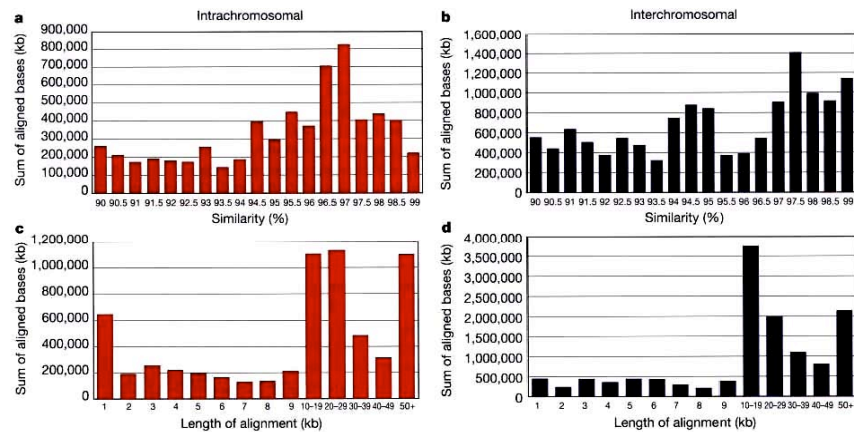 a Intrachromosomal
Sum of aligned bases (kb)
900,000
800,000
700,000
600,000
500,000
400,000
300,000
200,000
100,000
0
90 90.5 91 91.5 92 92.5 93 93.5 94 94.5 95 95.5 96 96.5 97 97.5 98 98.5 99
Similarity (%)
b Interchromosomal
Sum of aligned bases (kb)
1,600,000
1,400,000
1,200,000
1,000,000
800,000
600,000
400,000
200,000
0
90 90.5 91 91.5 92 92.5 93 93.5 94 94.5 95 95.5 96 96.5 97 97.5 98 98.5 99
Similarity (%)
c
Sum of aligned bases (kb)
1,200,000
1,000,000
800,000
600,000
400,000
200,000
0
1 2 3 4 5 6 7 8 9 10–19 20–29 30–39 40–49 50+
Length of alignment (kb)
d
Sum of aligned bases (kb)
4,000,000
3,500,000
3,000,000
2,500,000
2,000,000
1,500,000
1,000,000
500,000
0
1 2 3 4 5 6 7 8 9 10–19 20–29 30–39 40–49 50+
Length of alignment (kb)